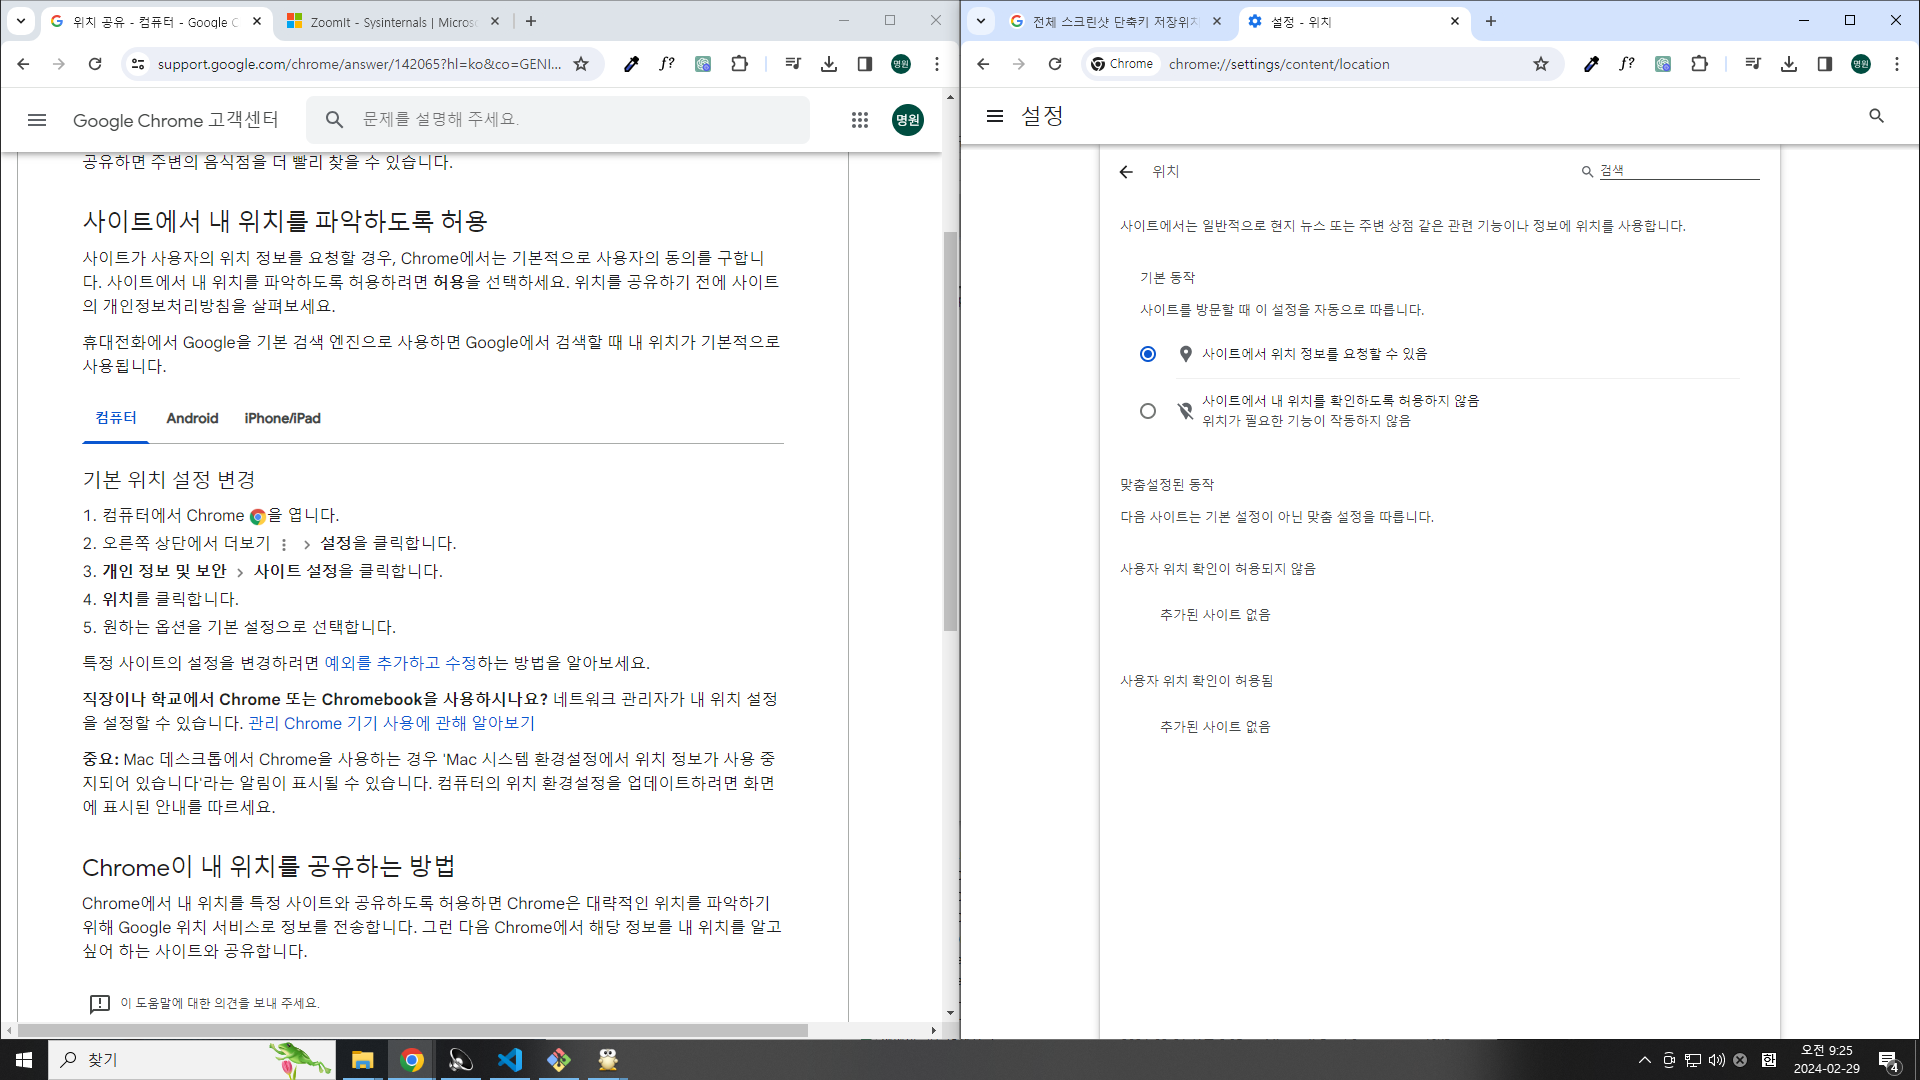 위치 공유 - 컴퓨터 - Google C
ZoomIt - Sysinternals | Micros
support.google.com/chrome/answer/142065?hl=ko&co=GENI...
명원
Google Chrome 고객센터
문제를 설명해 주세요.
명원
공유하면 주변의 음식점을 더 빨리 찾을 수 있습니다.
사이트에서 내 위치를 파악하도록 허용
사이트가 사용자의 위치 정보를 요청할 경우, Chrome에서는 기본적으로 사용자의 동의를 구합니
다. 사이트에서 내 위치를 파악하도록 허용하려면 허용을 선택하세요. 위치를 공유하기 전에 사이트
의 개인정보처리방침을 살펴보세요.
휴대전화에서 Google을 기본 검색 엔진으로 사용하면 Google에서 검색할 때 내 위치가 기본적으로
사용됩니다.
컴퓨터 Android iPhone/iPad
기본 위치 설정 변경
1. 컴퓨터에서 Chrome 을 엽니다.
2. 오른쪽 상단에서 더보기 > 설정을 클릭합니다.
3. 개인 정보 및 보안 > 사이트 설정을 클릭합니다.
4. 위치를 클릭합니다.
5. 원하는 옵션을 기본 설정으로 선택합니다.
특정 사이트의 설정을 변경하려면 예외를 추가하고 수정하는 방법을 알아보세요.
직장이나 학교에서 Chrome 또는 Chromebook을 사용하시나요? 네트워크 관리자가 내 위치 설정
을 설정할 수 있습니다. 관리 Chrome 기기 사용에 관해 알아보기
중요: Mac 데스크톱에서 Chrome을 사용하는 경우 'Mac 시스템 환경설정에서 위치 정보가 사용 중
지되어 있습니다'라는 알림이 표시될 수 있습니다. 컴퓨터의 위치 환경설정을 업데이트하려면 화면
에 표시된 안내를 따르세요.
Chrome이 내 위치를 공유하는 방법
Chrome에서 내 위치를 특정 사이트와 공유하도록 허용하면 Chrome은 대략적인 위치를 파악하기
위해 Google 위치 서비스로 정보를 전송합니다. 그런 다음 Chrome에서 해당 정보를 내 위치를 알고
싶어 하는 사이트와 공유합니다.
이 도움말에 대한 의견을 보내 주세요.
전체 스크린샷 단축키 저장위치
설정 - 위치
Chrome
chrome://settings/content/location
명원
설정
위치
검색
사이트에서는 일반적으로 현지 뉴스 또는 주변 상점 같은 관련 기능이나 정보에 위치를 사용합니다.
기본 동작
사이트를 방문할 때 이 설정을 자동으로 따릅니다.
사이트에서 위치 정보를 요청할 수 있음
사이트에서 내 위치를 확인하도록 허용하지 않음
위치가 필요한 기능이 작동하지 않음
맞춤설정된 동작
다음 사이트는 기본 설정이 아닌 맞춤 설정을 따릅니다.
사용자 위치 확인이 허용되지 않음
추가된 사이트 없음
사용자 위치 확인이 허용됨
추가된 사이트 없음
찾기
한
오전 9:25
2024-02-29
4